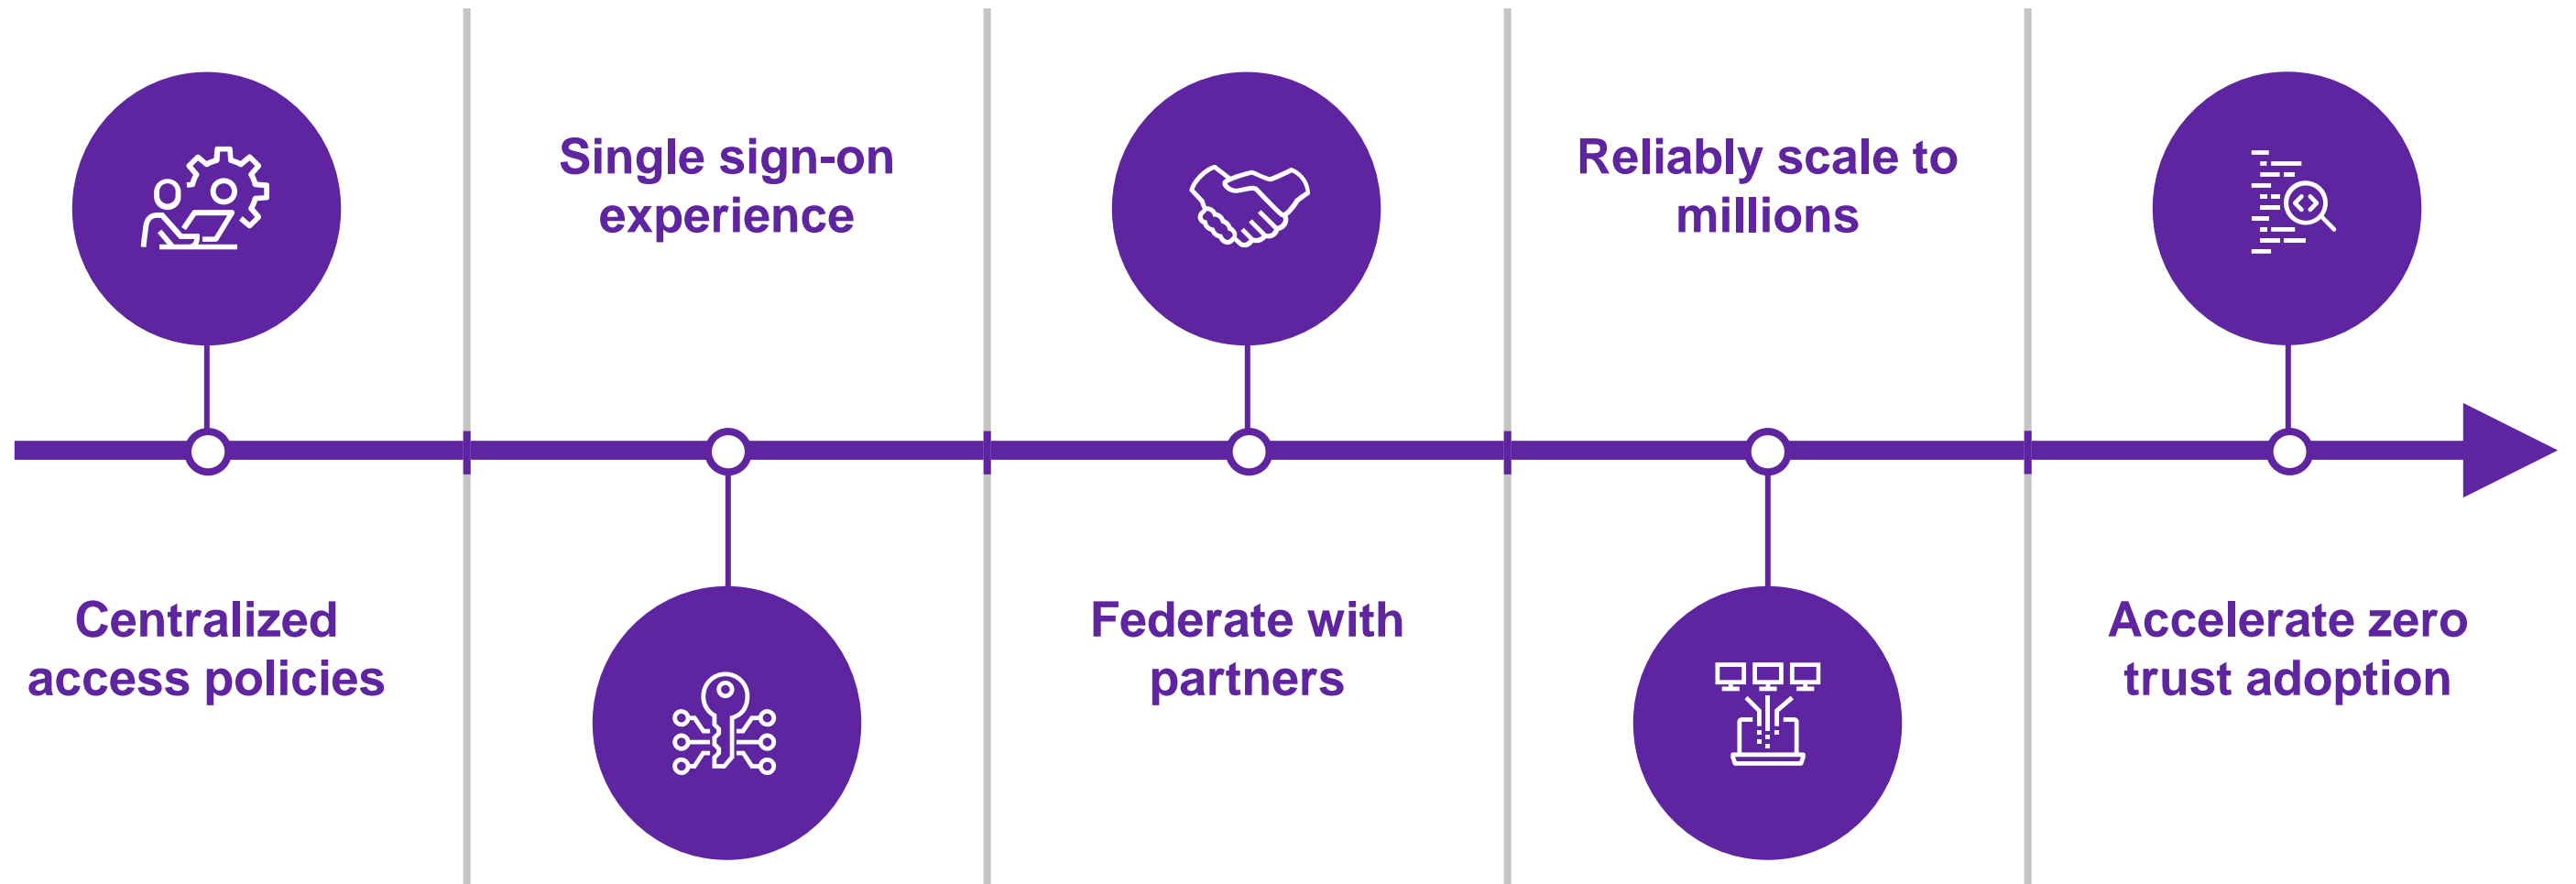 Centralized
access policies
Single sign-on
experience
Federate with
partners
Reliably scale to
millions
Accelerate zero
trust adoption